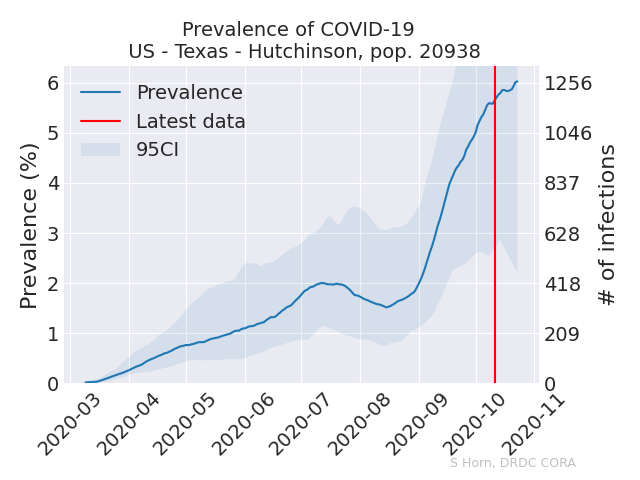 Prevalence of COVID-19
US - Texas - Hutchinson, pop. 20938
Prevalence
Latest data
95CI
Prevalence (%)
6
5
4
3
2
1
0
1256
1046
837
628
418
209
0
# of infections
2020-03
2020-04
2020-05
2020-06
2020-07
2020-08
2020-09
2020-10
2020-11
S Horn, DRDC CORA